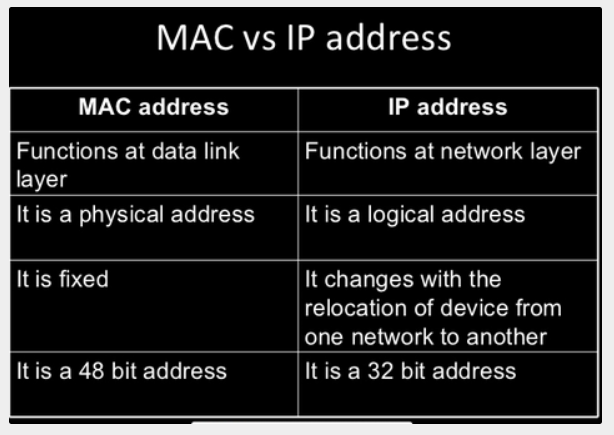 MAC vs IP address
MAC address
IP address
Functions at data link
layer
Functions at network layer
It is a physical address
It is a logical address
It is fixed
It changes with the
relocation of device from
one network to another
It is a 48 bit address
It is a 32 bit address